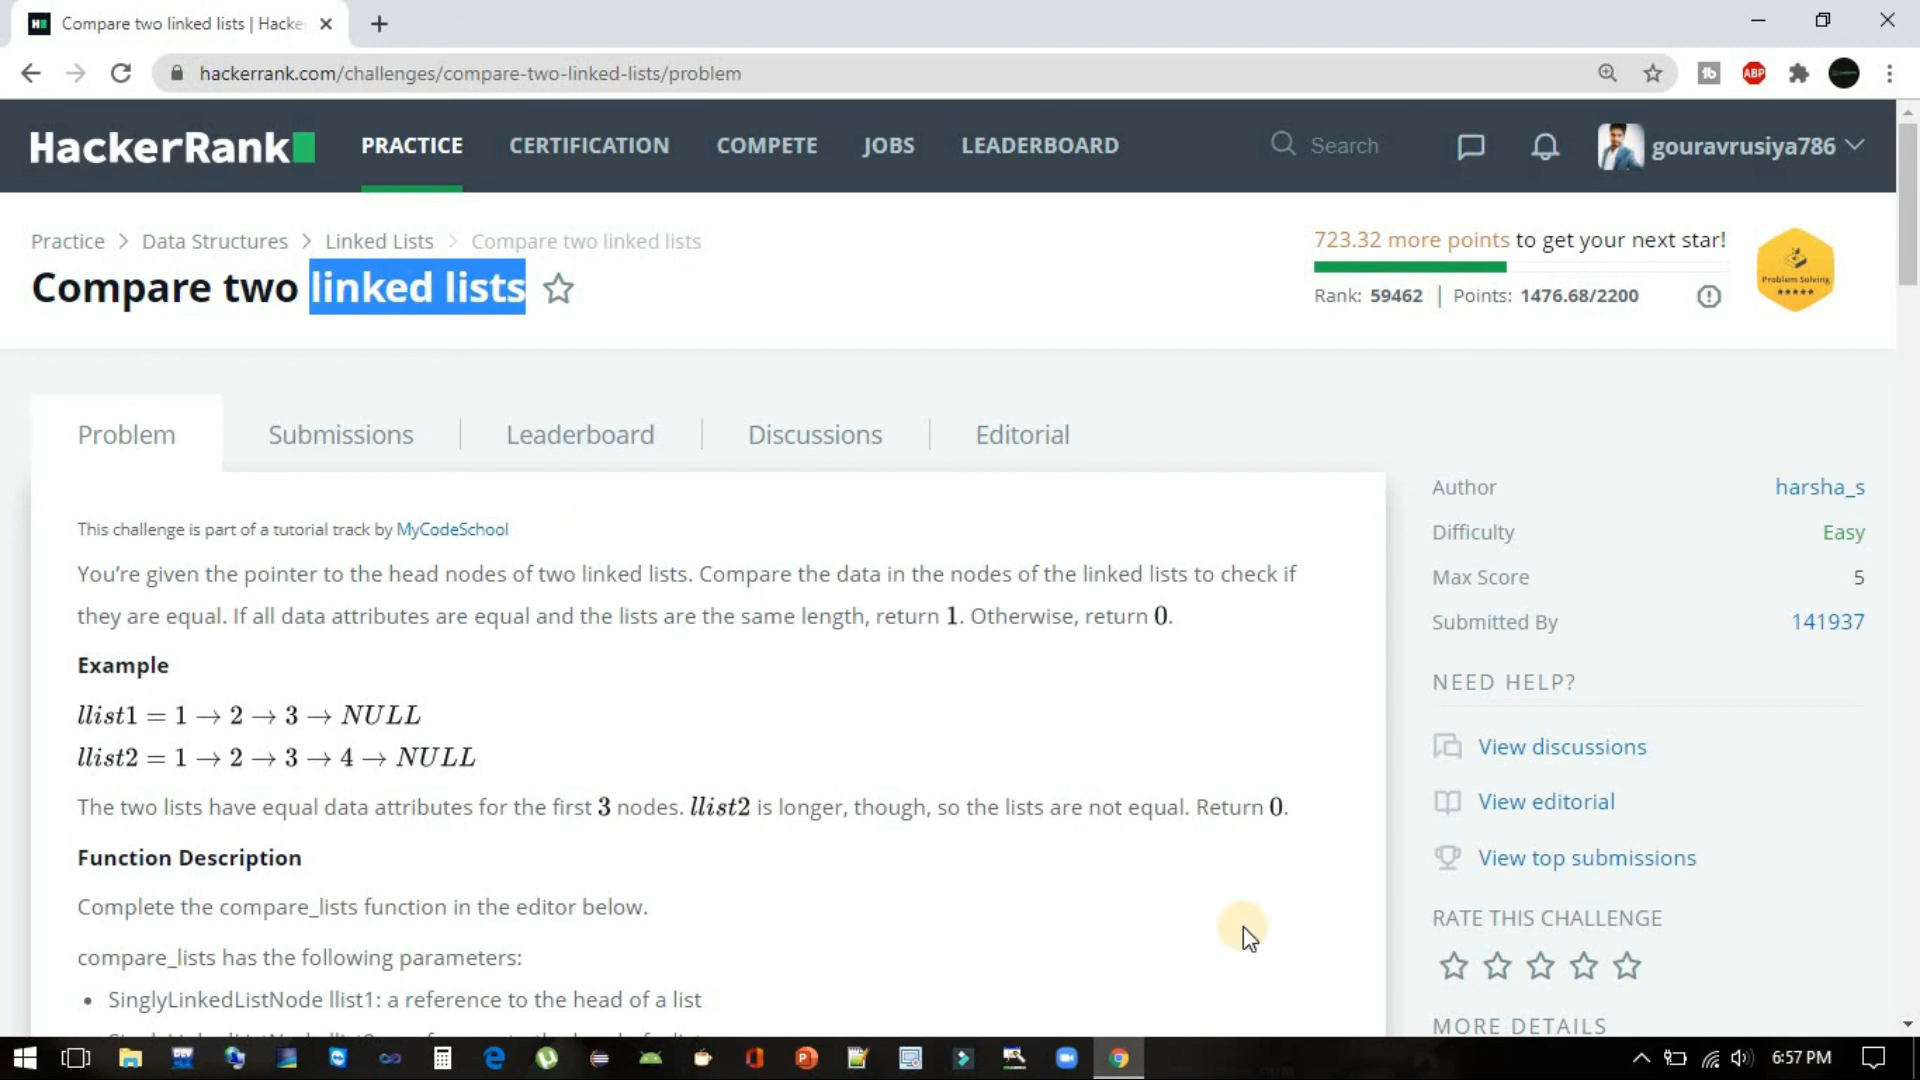 Compare two linked lists | Hacke
hackerrank.com/challenges/compare-two-linked-lists/problem
ABP
HackerRank PRACTICE CERTIFICATION COMPETE JOBS LEADERBOARD Search gouravrusiya786
Practice > Data Structures > Linked Lists > Compare two linked lists
Compare two linked lists
723.32 more points to get your next star!
Rank: 59462 | Points: 1476.68/2200
Problem Solving
Problem Submissions Leaderboard Discussions Editorial
This challenge is part of a tutorial track by MyCodeSchool
You're given the pointer to the head nodes of two linked lists. Compare the data in the nodes of the linked lists to check if
they are equal. If all data attributes are equal and the lists are the same length, return 1. Otherwise, return 0.
Example
llist1 = 1 → 2 → 3 → NULL
llist2 = 1 → 2 → 3 → 4 → NULL
The two lists have equal data attributes for the first 3 nodes. llist2 is longer, though, so the lists are not equal. Return 0.
Function Description
Complete the compare_lists function in the editor below.
compare_lists has the following parameters:
• SinglyLinkedListNode llist1: a reference to the head of a list
Author harsha_s
Difficulty Easy
Max Score 5
Submitted By 141937
NEED HELP?
View discussions
View editorial
View top submissions
RATE THIS CHALLENGE
MORE DETAILS
6:57 PM